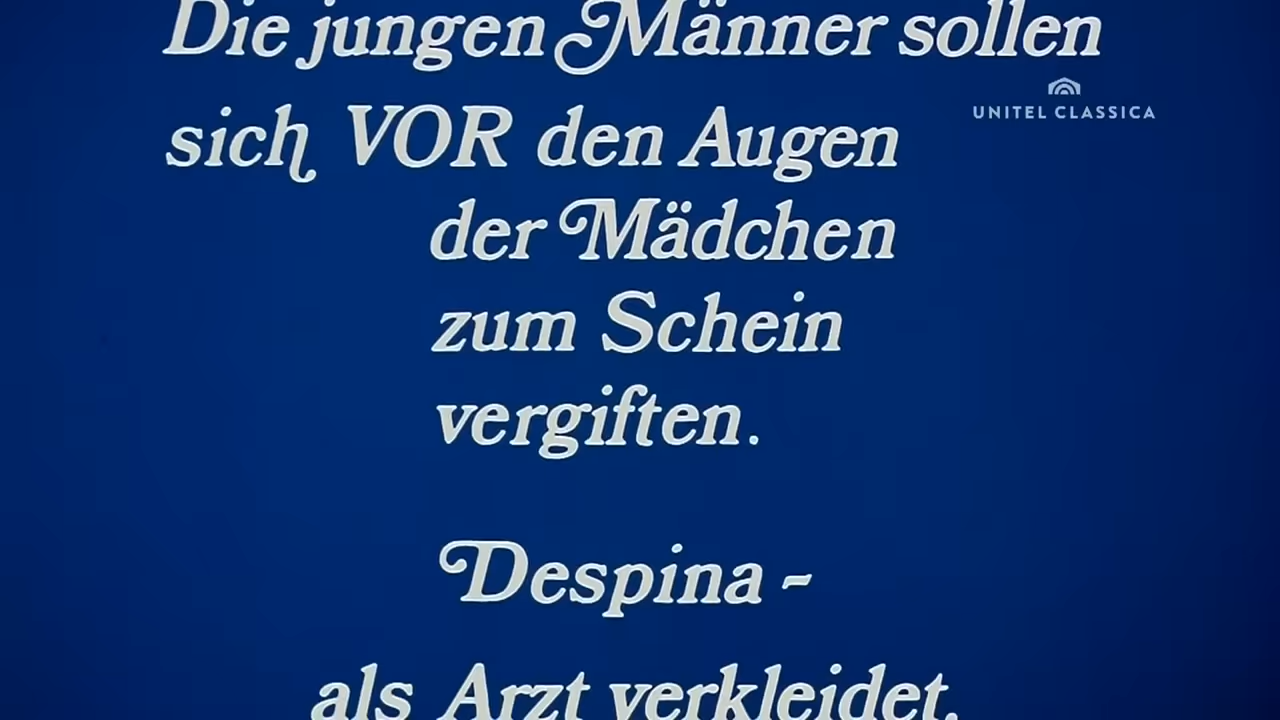 Die jungen Männer sollen
UNITEL CLASSICA
sich VOR den Augen
der Mädchen
zum Schein
vergiften.
Despina -
als Arzt verkleidet.